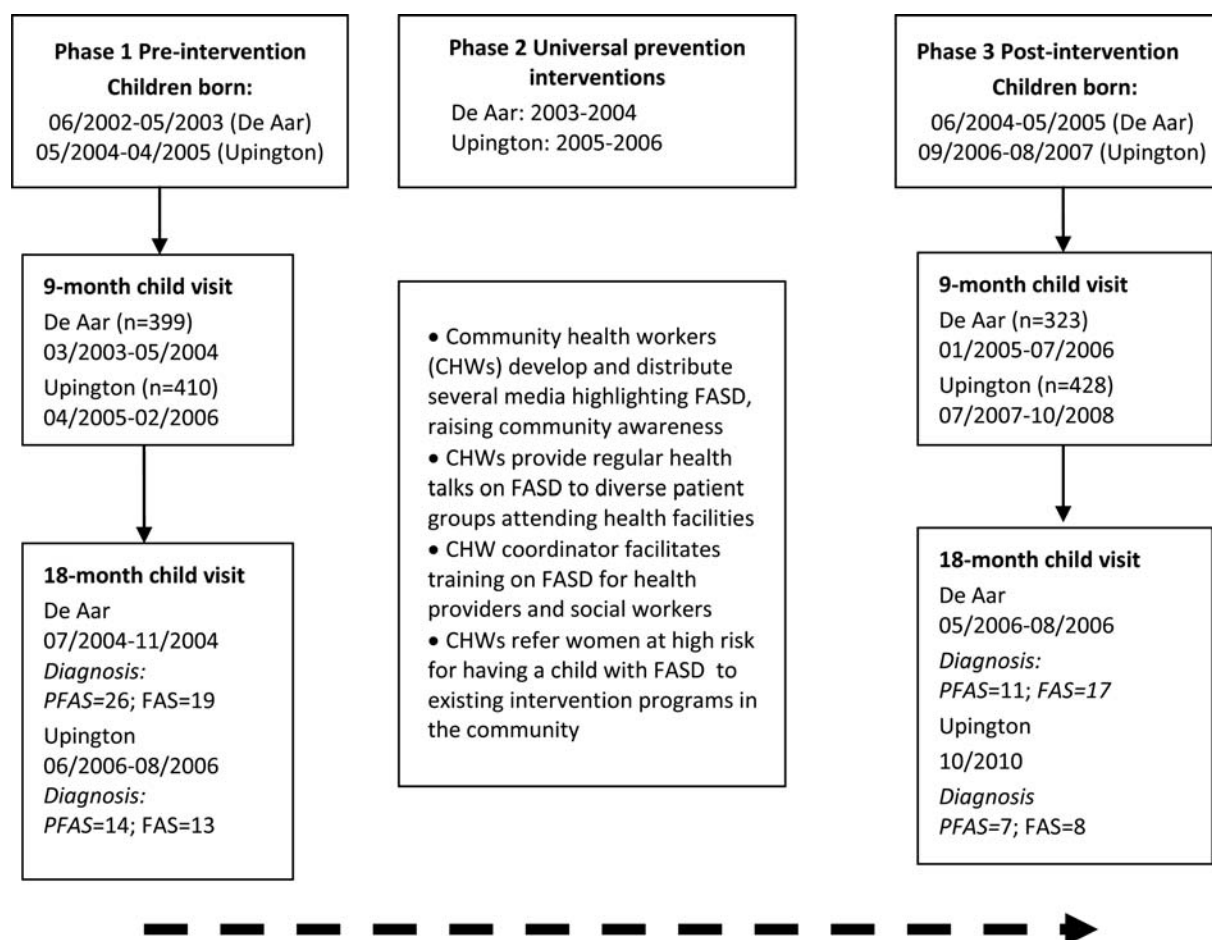 Phase 1 Pre-intervention
Children born:
06/2002-05/2003 (De Aar)
05/2004-04/2005 (Upington)
9-month child visit
De Aar (n=399)
03/2003-05/2004
Upington (n=410)
04/2005-02/2006
18-month child visit
De Aar
07/2004-11/2004
Diagnosis:
PFAS=26; FAS=19
Upington
06/2006-08/2006
Diagnosis:
PFAS=14; FAS=13
Phase 2 Universal prevention
interventions
De Aar: 2003-2004
Upington: 2005-2006
• Community health workers
(CHWs) develop and distribute
several media highlighting FASD,
raising community awareness
• CHWs provide regular health
talks on FASD to diverse patient
groups attending health facilities
• CHW coordinator facilitates
training on FASD for health
providers and social workers
• CHWs refer women at high risk
for having a child with FASD  to
existing intervention programs in
the community
Phase 3 Post-intervention
Children born:
06/2004-05/2005 (De Aar)
09/2006-08/2007 (Upington)
9-month child visit
De Aar (n=323)
01/2005-07/2006
Upington (n=428)
07/2007-10/2008
18-month child visit
De Aar
05/2006-08/2006
Diagnosis:
PFAS=11; FAS=17
Upington
10/2010
Diagnosis
PFAS=7; FAS=8